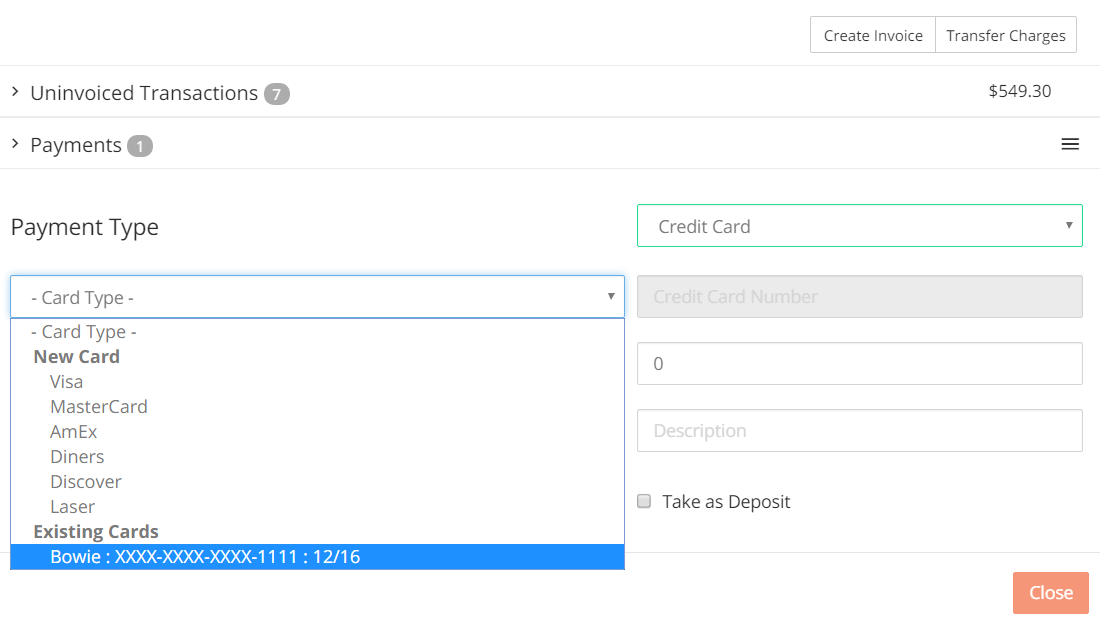 Create Invoice Transfer Charges
Uninvoiced Transactions 7 $549.30
Payments 1
Payment Type
Credit Card
- Card Type -
Credit Card Number
- Card Type -
New Card
Visa
MasterCard
AmEx
Diners
Discover
Laser
Existing Cards
Bowie : XXXX-XXXX-XXXX-1111 : 12/16
0
Description
Take as Deposit
Close